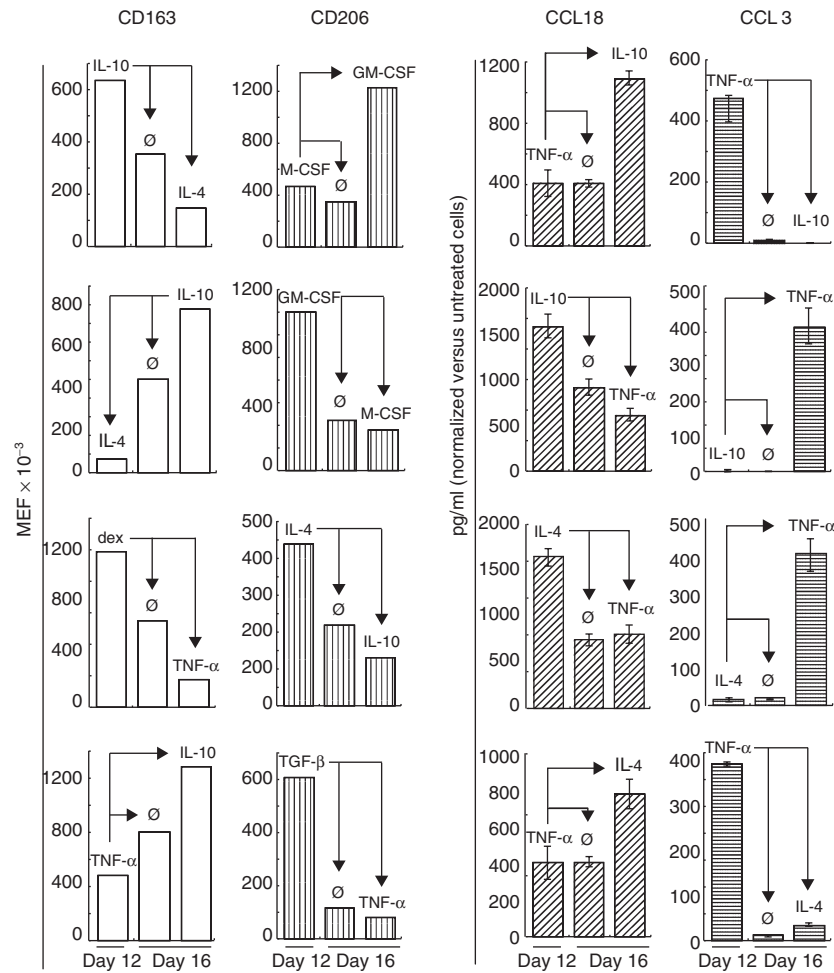 CD163 CD206 CCL18 CCL 3
MEF × 10⁻³
600
400
200
0
IL-10
Ø
IL-4
1000
800
400
200
0
M-CSF
Ø
GM-CSF
pg/ml (normalized versus untreated cells)
1200
800
400
200
0
TNF-α
Ø
IL-10
600
500
400
200
0
TNF-α
Ø
IL-10
800
600
400
200
0
IL-4
Ø
IL-10
1200
1000
800
400
200
0
GM-CSF
Ø
M-CSF
2000
1500
1000
500
0
IL-10
Ø
TNF-α
500
400
300
200
100
0
IL-10
Ø
TNF-α
1200
800
400
0
dex
Ø
TNF-α
500
400
300
200
100
0
IL-4
Ø
IL-10
2000
1500
1000
500
0
IL-4
Ø
TNF-α
500
400
300
200
100
0
IL-4
Ø
TNF-α
1200
800
400
0
TNF-α
Ø
IL-10
600
400
200
0
TGF-β
Ø
TNF-α
1000
800
600
400
200
0
TNF-α
Ø
IL-4
400
300
200
100
0
TNF-α
Ø
IL-4
Day 12 Day 16 Day 12 Day 16 Day 12 Day 16 Day 12 Day 16